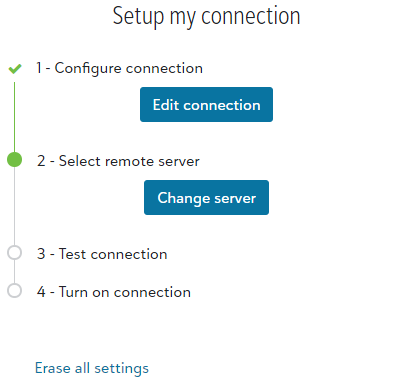 Setup my connection
1 - Configure connection
Edit connection
2 - Select remote server
Change server
3 - Test connection
4 - Turn on connection
Erase all settings